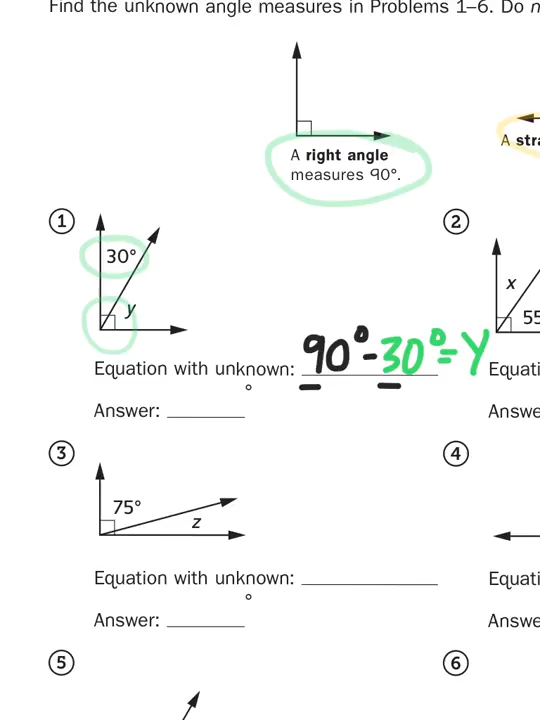 Find the unknown angle measures in Problems 1–6. Do n
A right angle
measures 90°.
A stra
1
30°
y
2
x
55
Equation with unknown: 90°-30°=Y
Equati
Answer:
°
Answe
3
75°
z
4
Equation with unknown:
Equati
Answer:
°
Answe
5
6